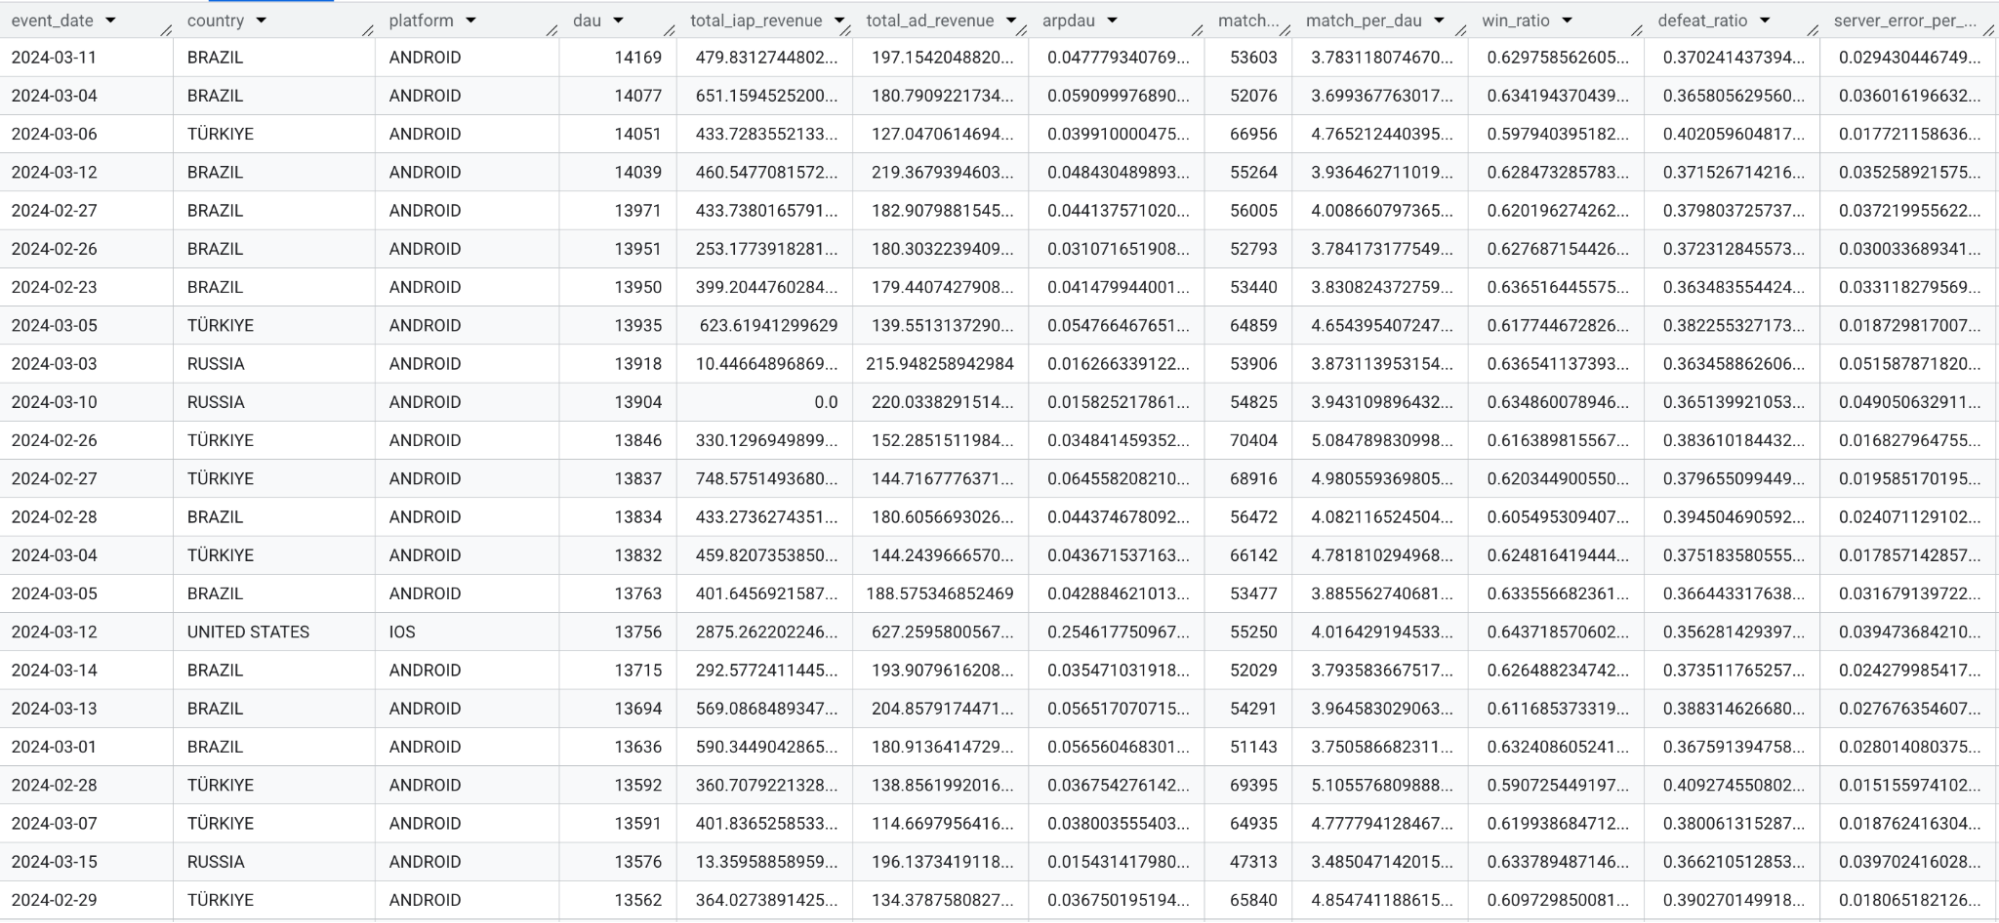 event_date country platform dau total_iap_revenue total_ad_revenue arpdau match... match_per_dau win_ratio defeat_ratio server_error_per_...
2024-03-11 BRAZIL ANDROID 14169 479.8312744802... 197.1542048820... 0.047779340769... 53603 3.783118074670... 0.629758562605... 0.370241437394... 0.029430446749...
2024-03-04 BRAZIL ANDROID 14077 651.1594525200... 180.7909221734... 0.059099976890... 52076 3.699367763017... 0.634194370439... 0.365805629560... 0.036016196632...
2024-03-06 TÜRKIYE ANDROID 14051 433.7283552133... 127.0470614694... 0.039910000475... 66956 4.765212440395... 0.597940395182... 0.402059604817... 0.017721158636...
2024-03-12 BRAZIL ANDROID 14039 460.5477081572... 219.3679394603... 0.048430489893... 55264 3.936462711019... 0.628473285783... 0.371526714216... 0.035258921575...
2024-02-27 BRAZIL ANDROID 13971 433.7380165791... 182.9079881545... 0.044137571020... 56005 4.008660797365... 0.620196274262... 0.379803725737... 0.037219955622...
2024-02-26 BRAZIL ANDROID 13951 253.1773918281... 180.3032239409... 0.031071651908... 52793 3.784173177549... 0.627687154426... 0.372312845573... 0.030033689341...
2024-02-23 BRAZIL ANDROID 13950 399.2044760284... 179.4407427908... 0.041479944001... 53440 3.830824372759... 0.636516445575... 0.363483554424... 0.033118279569...
2024-03-05 TÜRKIYE ANDROID 13935 623.61941299629 139.5513137290... 0.054766467651... 64859 4.654395407247... 0.617744672826... 0.382255327173... 0.018729817007...
2024-03-03 RUSSIA ANDROID 13918 10.44664896869... 215.948258942984 0.016266339122... 53906 3.873113953154... 0.636541137393... 0.363458862606... 0.051587871820...
2024-03-10 RUSSIA ANDROID 13904 0.0 220.0338291514... 0.015825217861... 54825 3.943109896432... 0.634860078946... 0.365139921053... 0.049050632911...
2024-02-26 TÜRKIYE ANDROID 13846 330.1296949899... 152.2851511984... 0.034841459352... 70404 5.084789830998... 0.616389815567... 0.383610184432... 0.016827964755...
2024-02-27 TÜRKIYE ANDROID 13837 748.5751493680... 144.7167776371... 0.064558208210... 68916 4.980559369805... 0.620344900550... 0.379655099449... 0.019585170195...
2024-02-28 BRAZIL ANDROID 13834 433.2736274351... 180.6056693026... 0.044374678092... 56472 4.082116524504... 0.605495309407... 0.394504690592... 0.024071129102...
2024-03-04 TÜRKIYE ANDROID 13832 459.8207353850... 144.2439666570... 0.043671537163... 66142 4.781810294968... 0.624816419444... 0.375183580555... 0.017857142857...
2024-03-05 BRAZIL ANDROID 13763 401.6456921587... 188.575346852469 0.042884621013... 53477 3.885562740681... 0.633556682361... 0.366443317638... 0.031679139722...
2024-03-12 UNITED STATES IOS 13756 2875.262202246... 627.2595800567... 0.254617750967... 55250 4.016429194533... 0.643718570602... 0.356281429397... 0.039473684210...
2024-03-14 BRAZIL ANDROID 13715 292.5772411445... 193.9079616208... 0.035471031918... 52029 3.793583667517... 0.626488234742... 0.373511765257... 0.024279985417...
2024-03-13 BRAZIL ANDROID 13694 569.0868489347... 204.8579174471... 0.056517070715... 54291 3.964583029063... 0.611685373319... 0.388314626680... 0.027676354607...
2024-03-01 BRAZIL ANDROID 13636 590.3449042865... 180.9136414729... 0.056560468301... 51143 3.750586682311... 0.632408605241... 0.367591394758... 0.028014080375...
2024-02-28 TÜRKIYE ANDROID 13592 360.7079221328... 138.8561992016... 0.036754276142... 69395 5.105576809888... 0.590725449197... 0.409274550802... 0.015155974102...
2024-03-07 TÜRKIYE ANDROID 13591 401.8365258533... 114.6697956416... 0.038003555403... 64935 4.777794128467... 0.619938684712... 0.380061315287... 0.018762416304...
2024-03-15 RUSSIA ANDROID 13576 13.35958858959... 196.1373419118... 0.015431417980... 47313 3.485047142015... 0.633789487146... 0.366210512853... 0.039702416028...
2024-02-29 TÜRKIYE ANDROID 13562 364.0273891425... 134.3787580827... 0.036750195194... 65840 4.854741188615... 0.609729850081... 0.390270149918... 0.018065182126...